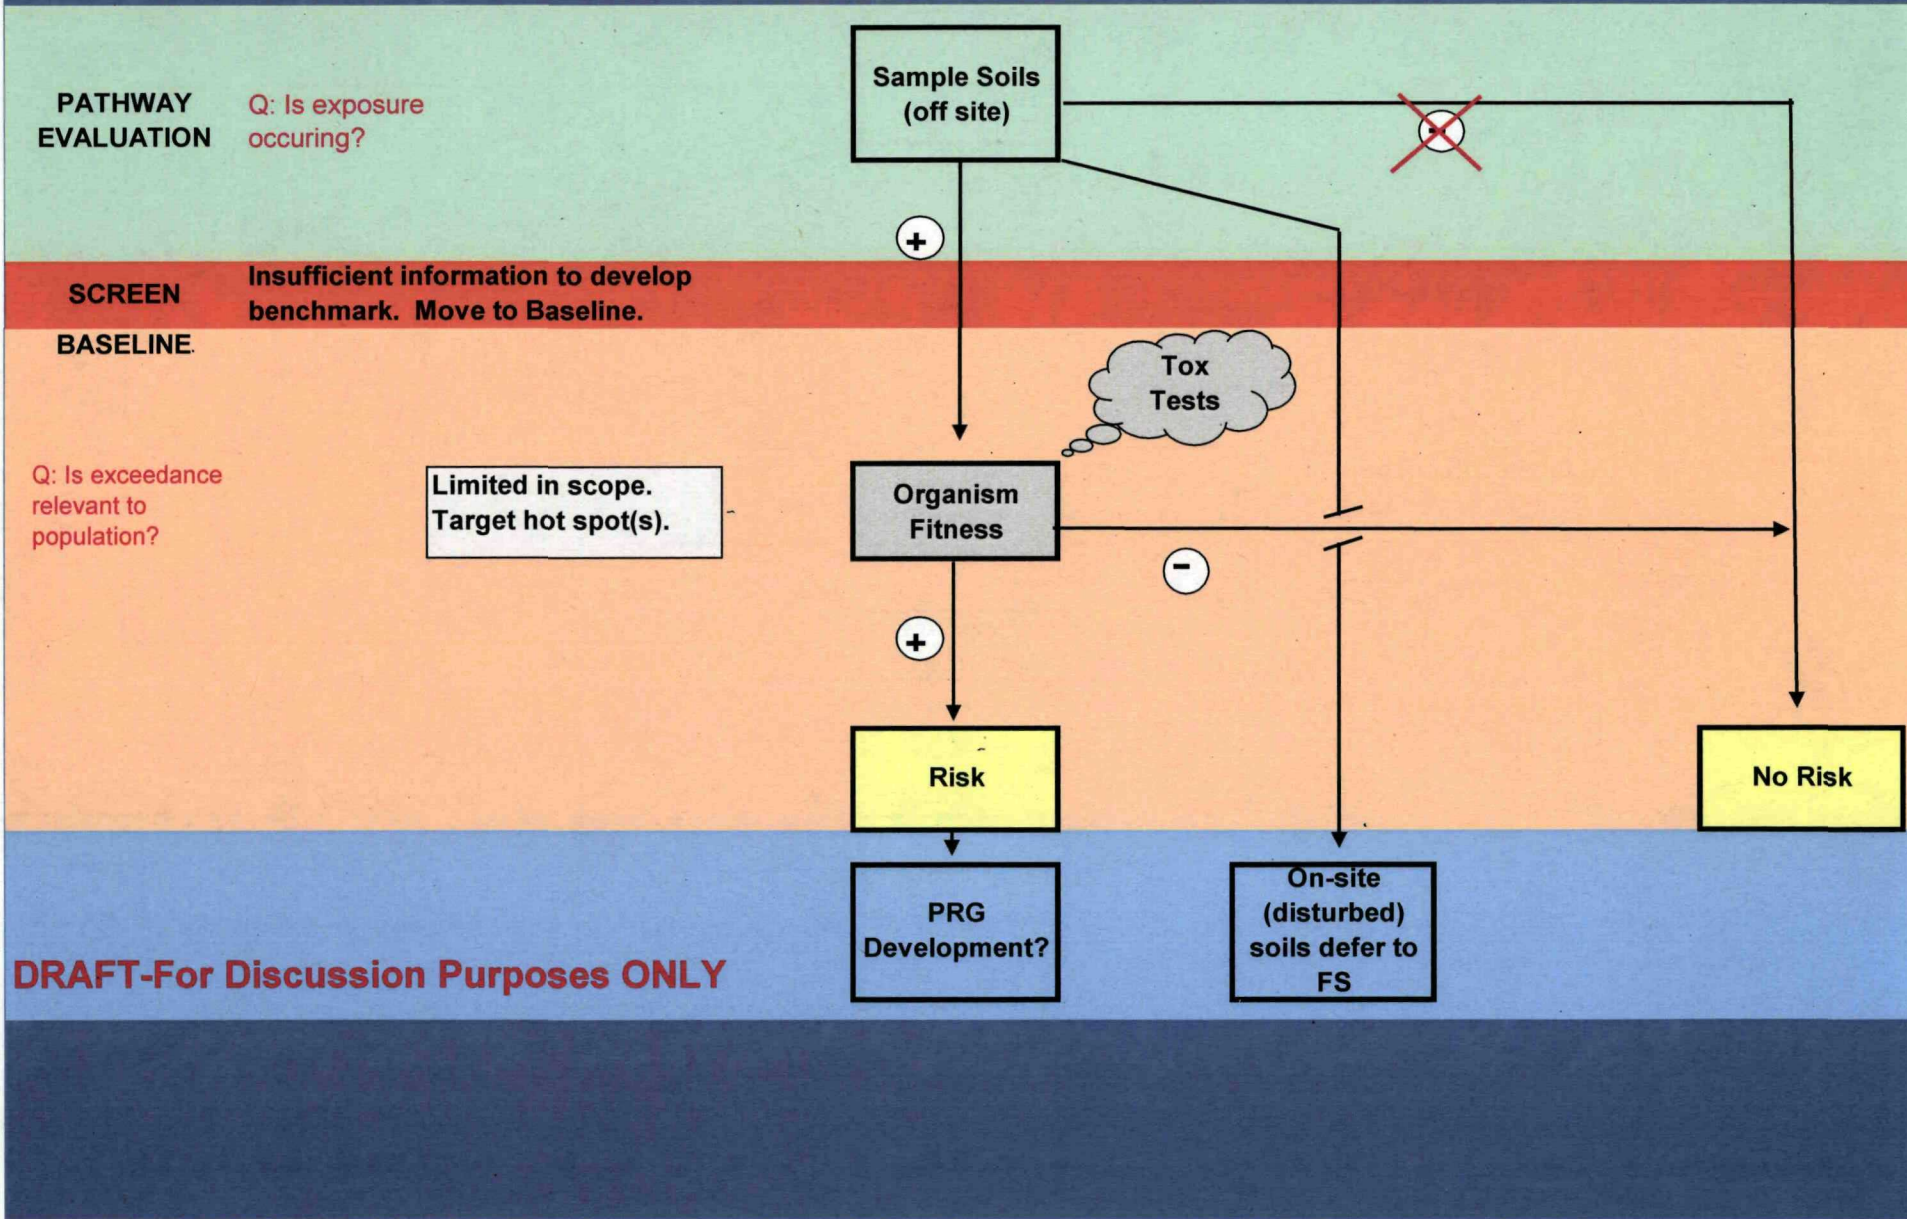 PATHWAY
EVALUATION
Q: Is exposure
occuring?
Sample Soils
(off site)
-
+
SCREEN
Insufficient information to develop
benchmark. Move to Baseline.
BASELINE
Tox
Tests
Q: Is exceedance
relevant to
population?
Limited in scope.
Target hot spot(s).
Organism
Fitness
-
+
Risk
No Risk
PRG
Development?
On-site
(disturbed)
soils defer to
FS
DRAFT-For Discussion Purposes ONLY